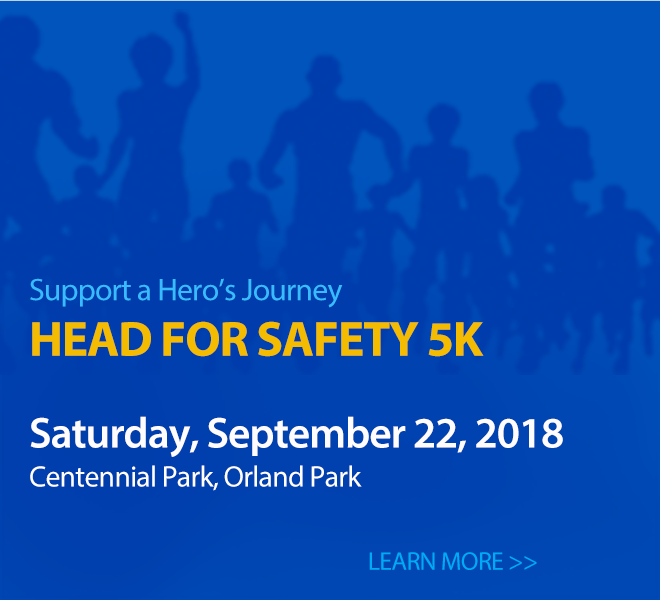 Support a Hero’s Journey
HEAD FOR SAFETY 5K
Saturday, September 22, 2018
Centennial Park, Orland Park
LEARN MORE >>